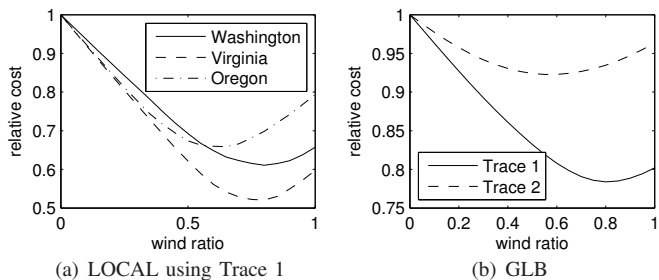 1
0.9
0.8
0.7
0.6
0.5
0
0.5
1
relative cost
wind ratio
Washington
Virginia
Oregon
(a) LOCAL using Trace 1
1
0.95
0.9
0.85
0.8
0.75
0
0.2
0.4
0.6
0.8
1
relative cost
wind ratio
Trace 1
Trace 2
(b) GLB